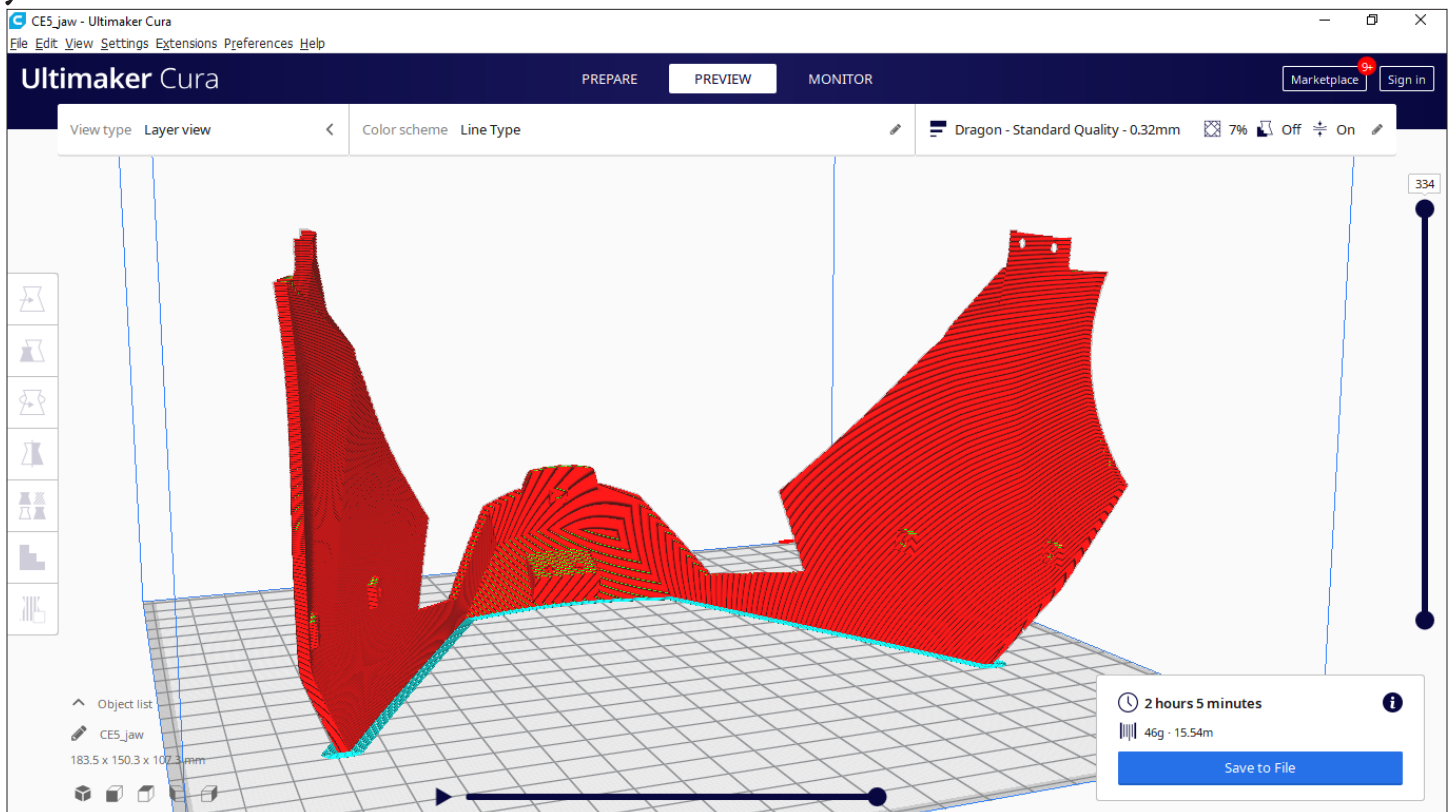 CE5_jaw - Ultimaker Cura
File Edit View Settings Extensions Preferences Help
Ultimaker Cura
PREPARE PREVIEW MONITOR
Marketplace 9+ Sign in
View type Layer view
Color scheme Line Type
Dragon - Standard Quality - 0.32mm 7% Off On
334
Object list
CE5_jaw
183.5 x 150.3 x 107.3 mm
2 hours 5 minutes
46g · 15.54m
Save to File